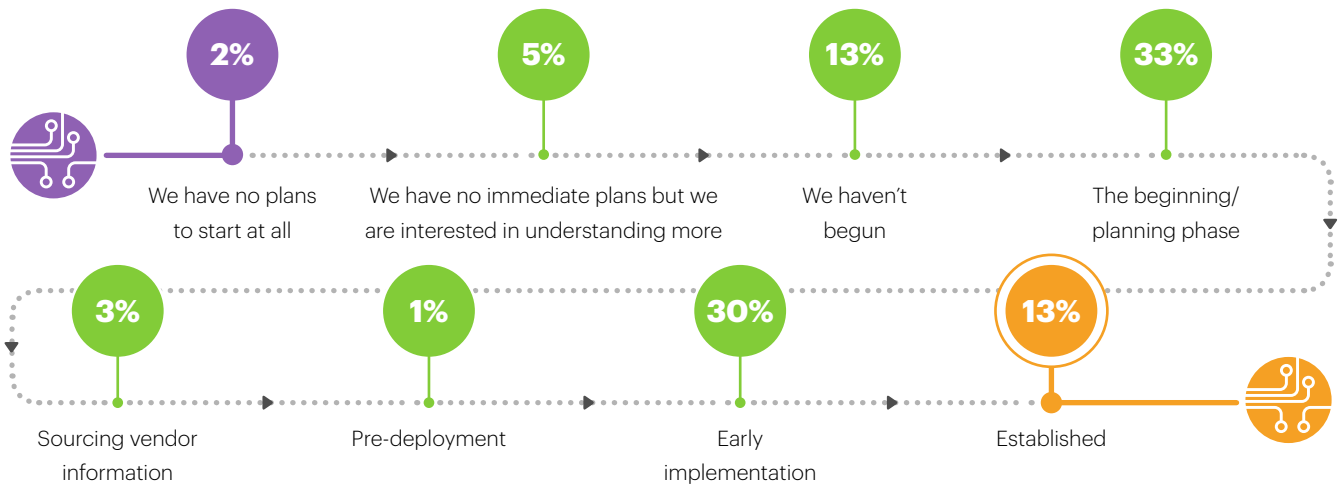 2%
5%
13%
33%
We have no plans
to start at all
We have no immediate plans but we
are interested in understanding more
We haven’t
begun
The beginning/
planning phase
3%
1%
30%
13%
Sourcing vendor
information
Pre-deployment
Early
implementation
Established